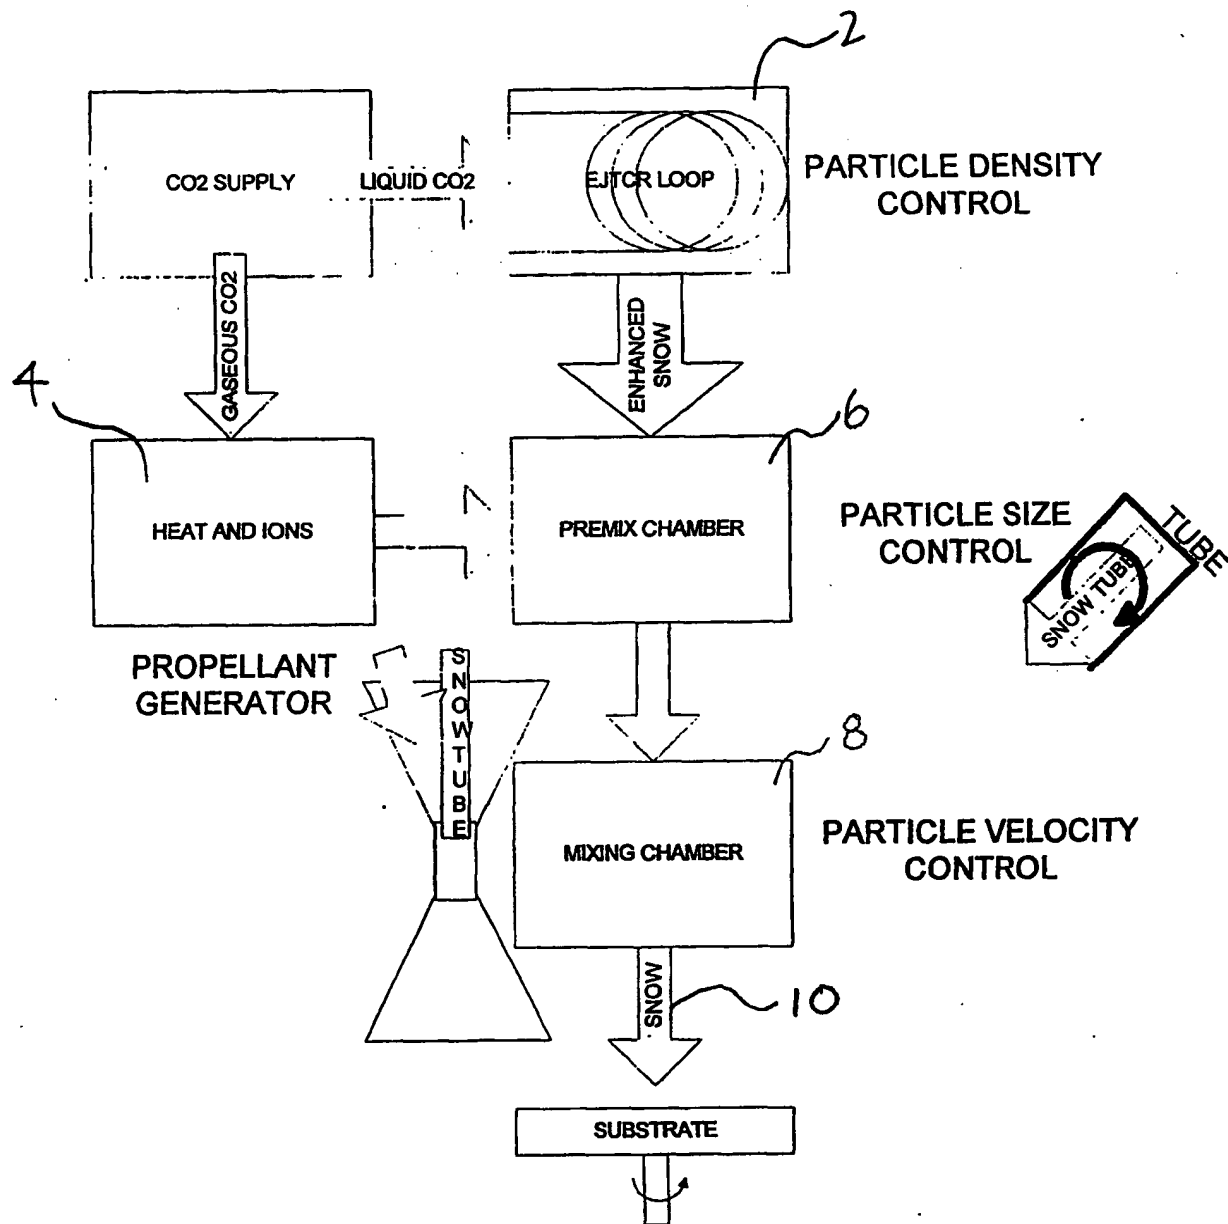 2
CO2 SUPPLY
LIQUID CO2
EJTCR LOOP
PARTICLE DENSITY
CONTROL
GASEOUS CO2
ENHANCED
SNOW
4
6
HEAT AND IONS
PREMIX CHAMBER
PARTICLE SIZE
CONTROL
TUBE
SNOW TUBE
PROPELLANT
GENERATOR
SNOWTUBE
8
MIXING CHAMBER
PARTICLE VELOCITY
CONTROL
SNOW
10
SUBSTRATE